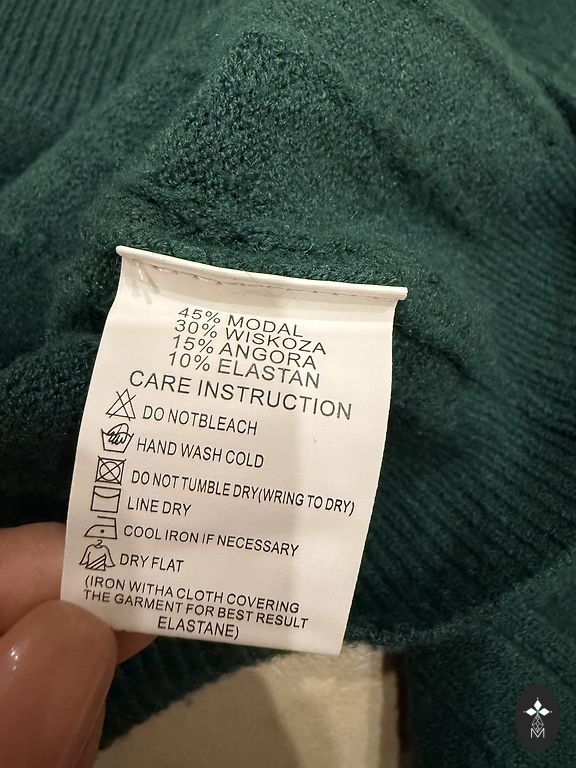 45% MODAL
30% WISKOZA
15% ANGORA
10% ELASTAN
CARE INSTRUCTION
DO NOTBLEACH
HAND WASH COLD
DO NOT TUMBLE DRY(WRING TO DRY)
LINE DRY
COOL IRON IF NECESSARY
DRY FLAT
(IRON WITHA CLOTH COVERING
THE GARMENT FOR BEST RESULT
ELASTANE)
M